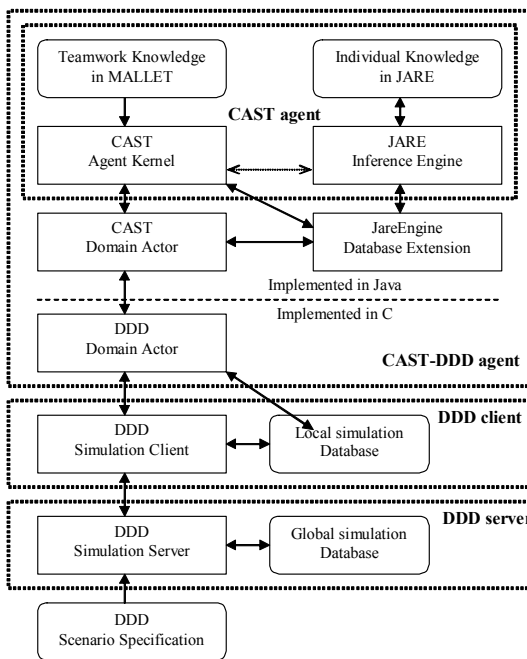 Teamwork Knowledge
in MALLET
Individual Knowledge
in JARE
CAST agent
CAST
Agent Kernel
JARE
Inference Engine
CAST
Domain Actor
JareEngine
Database Extension
Implemented in Java
Implemented in C
DDD
Domain Actor
CAST-DDD agent
DDD client
DDD
Simulation Client
Local simulation
Database
DDD server
DDD
Simulation Server
Global simulation
Database
DDD
Scenario Specification